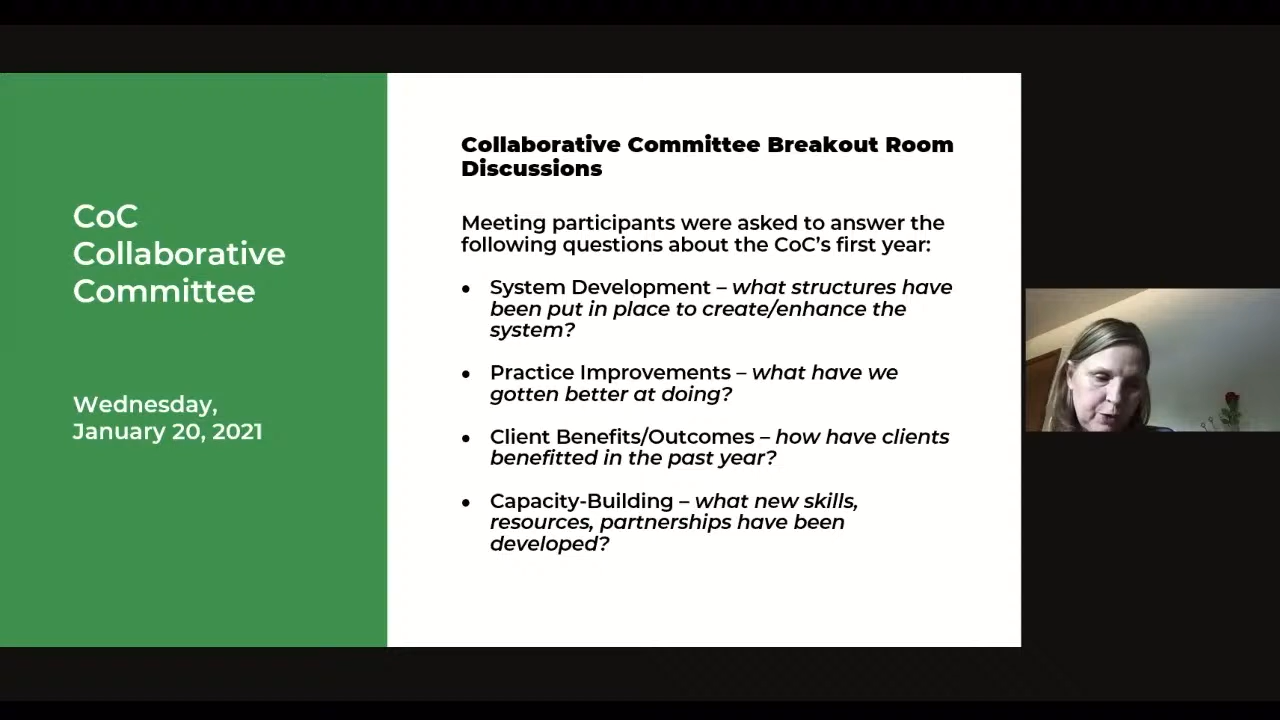 CoC
Collaborative
Committee
Wednesday,
January 20, 2021
Collaborative Committee Breakout Room
Discussions
Meeting participants were asked to answer the
following questions about the CoC’s first year:
• System Development – what structures have
been put in place to create/enhance the
system?
• Practice Improvements – what have we
gotten better at doing?
• Client Benefits/Outcomes – how have clients
benefitted in the past year?
• Capacity-Building – what new skills,
resources, partnerships have been
developed?